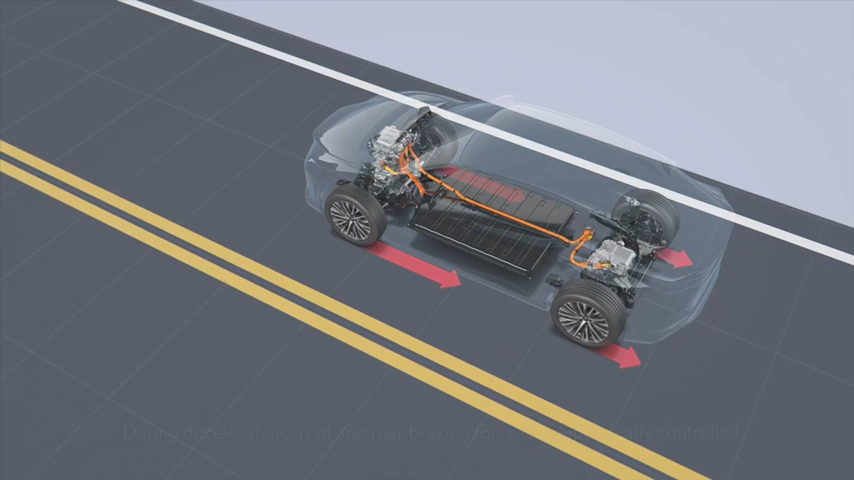 During deceleration, front and rear braking force controlled